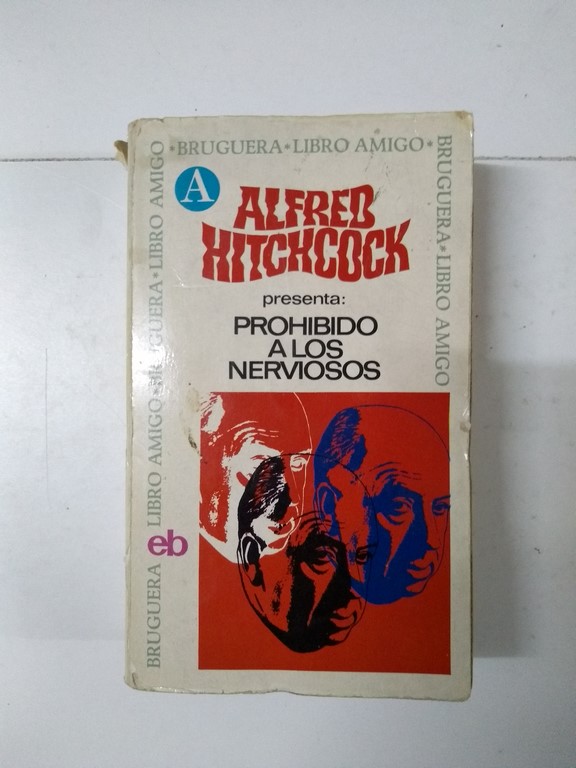 •BRUGUERA•LIBRO AMIGO•
A
ALFRED
HITCHCOCK
presenta:
PROHIBIDO
A LOS
NERVIOSOS
eb
BRUGUERA•LIBRO AMIGO•BRUGUERA•LIBRO AMIGO
BRUGUERA•LIBRO AMIGO